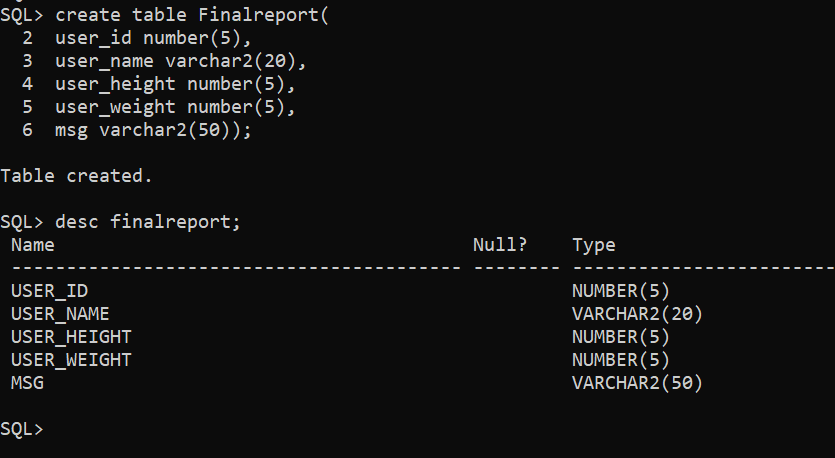 SQL> create table Finalreport(
  2  user_id number(5),
  3  user_name varchar2(20),
  4  user_height number(5),
  5  user_weight number(5),
  6  msg varchar2(50));
Table created.
SQL> desc finalreport;
 Name                                      Null?    Type
 ----------------------------------------- -------- ------------------------
 USER_ID                                            NUMBER(5)
 USER_NAME                                          VARCHAR2(20)
 USER_HEIGHT                                        NUMBER(5)
 USER_WEIGHT                                        NUMBER(5)
 MSG                                                VARCHAR2(50)
SQL>